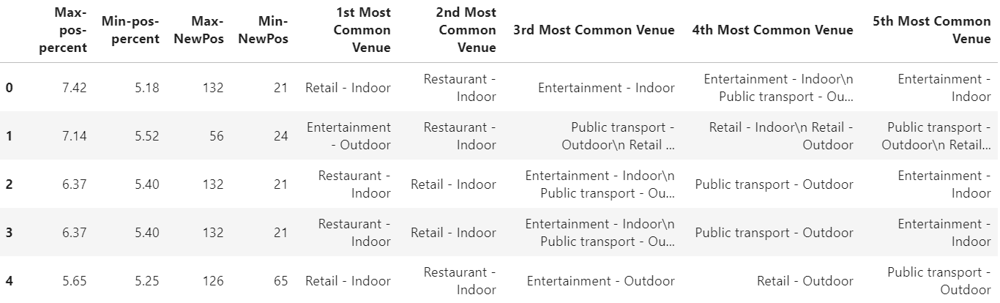 Max-pos-percent Min-pos-percent Max-NewPos Min-NewPos 1st Most Common Venue 2nd Most Common Venue 3rd Most Common Venue 4th Most Common Venue 5th Most Common Venue
0 7.42 5.18 132 21 Retail - Indoor Restaurant - Indoor Entertainment - Indoor Entertainment - Indoor\n Public transport - Ou... Entertainment - Indoor
1 7.14 5.52 56 24 Entertainment - Outdoor Restaurant - Indoor Public transport - Outdoor\n Retail ... Retail - Indoor\n Retail - Outdoor Public transport - Outdoor\n Retail...
2 6.37 5.40 132 21 Restaurant - Indoor Retail - Indoor Entertainment - Indoor\n Public transport - Ou... Public transport - Outdoor Entertainment - Indoor
3 6.37 5.40 132 21 Restaurant - Indoor Retail - Indoor Entertainment - Indoor\n Public transport - Ou... Public transport - Outdoor Entertainment - Indoor
4 5.65 5.25 126 65 Retail - Indoor Restaurant - Indoor Entertainment - Outdoor Retail - Outdoor Public transport - Outdoor